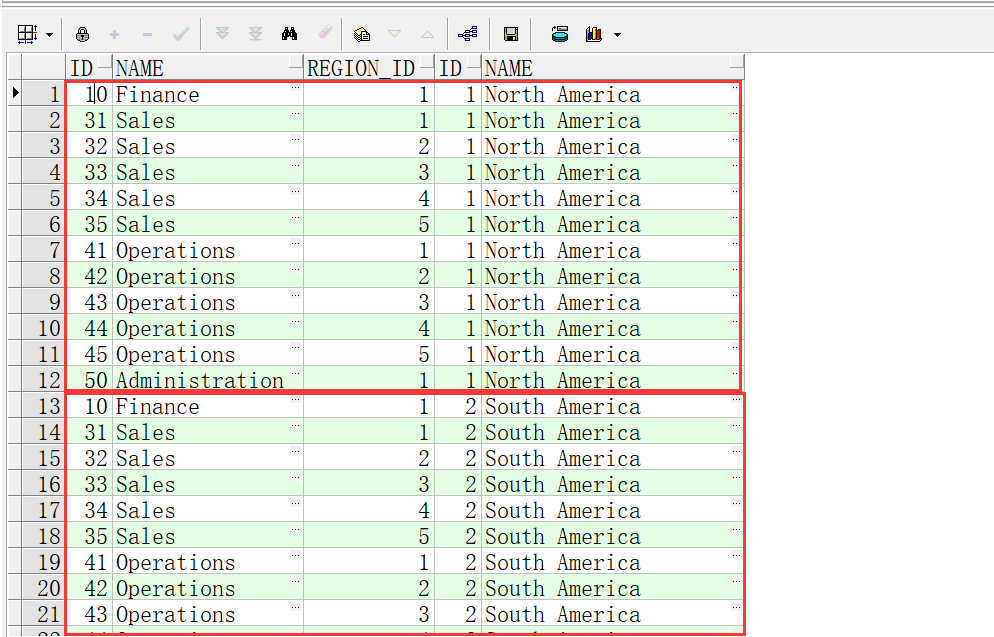 ID NAME REGION_ID ID NAME
1 10 Finance ... 1 1 North America ...
2 31 Sales ... 1 1 North America ...
3 32 Sales ... 2 1 North America ...
4 33 Sales ... 3 1 North America ...
5 34 Sales ... 4 1 North America ...
6 35 Sales ... 5 1 North America ...
7 41 Operations ... 1 1 North America ...
8 42 Operations ... 2 1 North America ...
9 43 Operations ... 3 1 North America ...
10 44 Operations ... 4 1 North America ...
11 45 Operations ... 5 1 North America ...
12 50 Administration ... 1 1 North America ...
13 10 Finance ... 1 2 South America ...
14 31 Sales ... 1 2 South America ...
15 32 Sales ... 2 2 South America ...
16 33 Sales ... 3 2 South America ...
17 34 Sales ... 4 2 South America ...
18 35 Sales ... 5 2 South America ...
19 41 Operations ... 1 2 South America ...
20 42 Operations ... 2 2 South America ...
21 43 Operations ... 3 2 South America ...